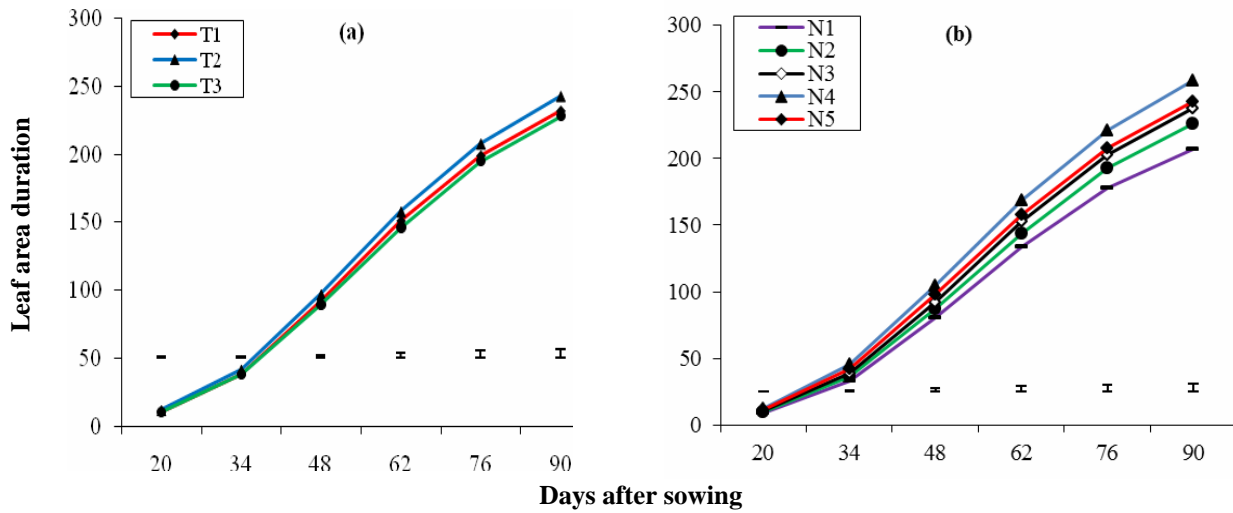 (a)
T1
T2
T3
300
250
200
150
100
50
0
20 34 48 62 76 90
Leaf area duration
(b)
N1
N2
N3
N4
N5
300
250
200
150
100
50
0
20 34 48 62 76 90
Days after sowing